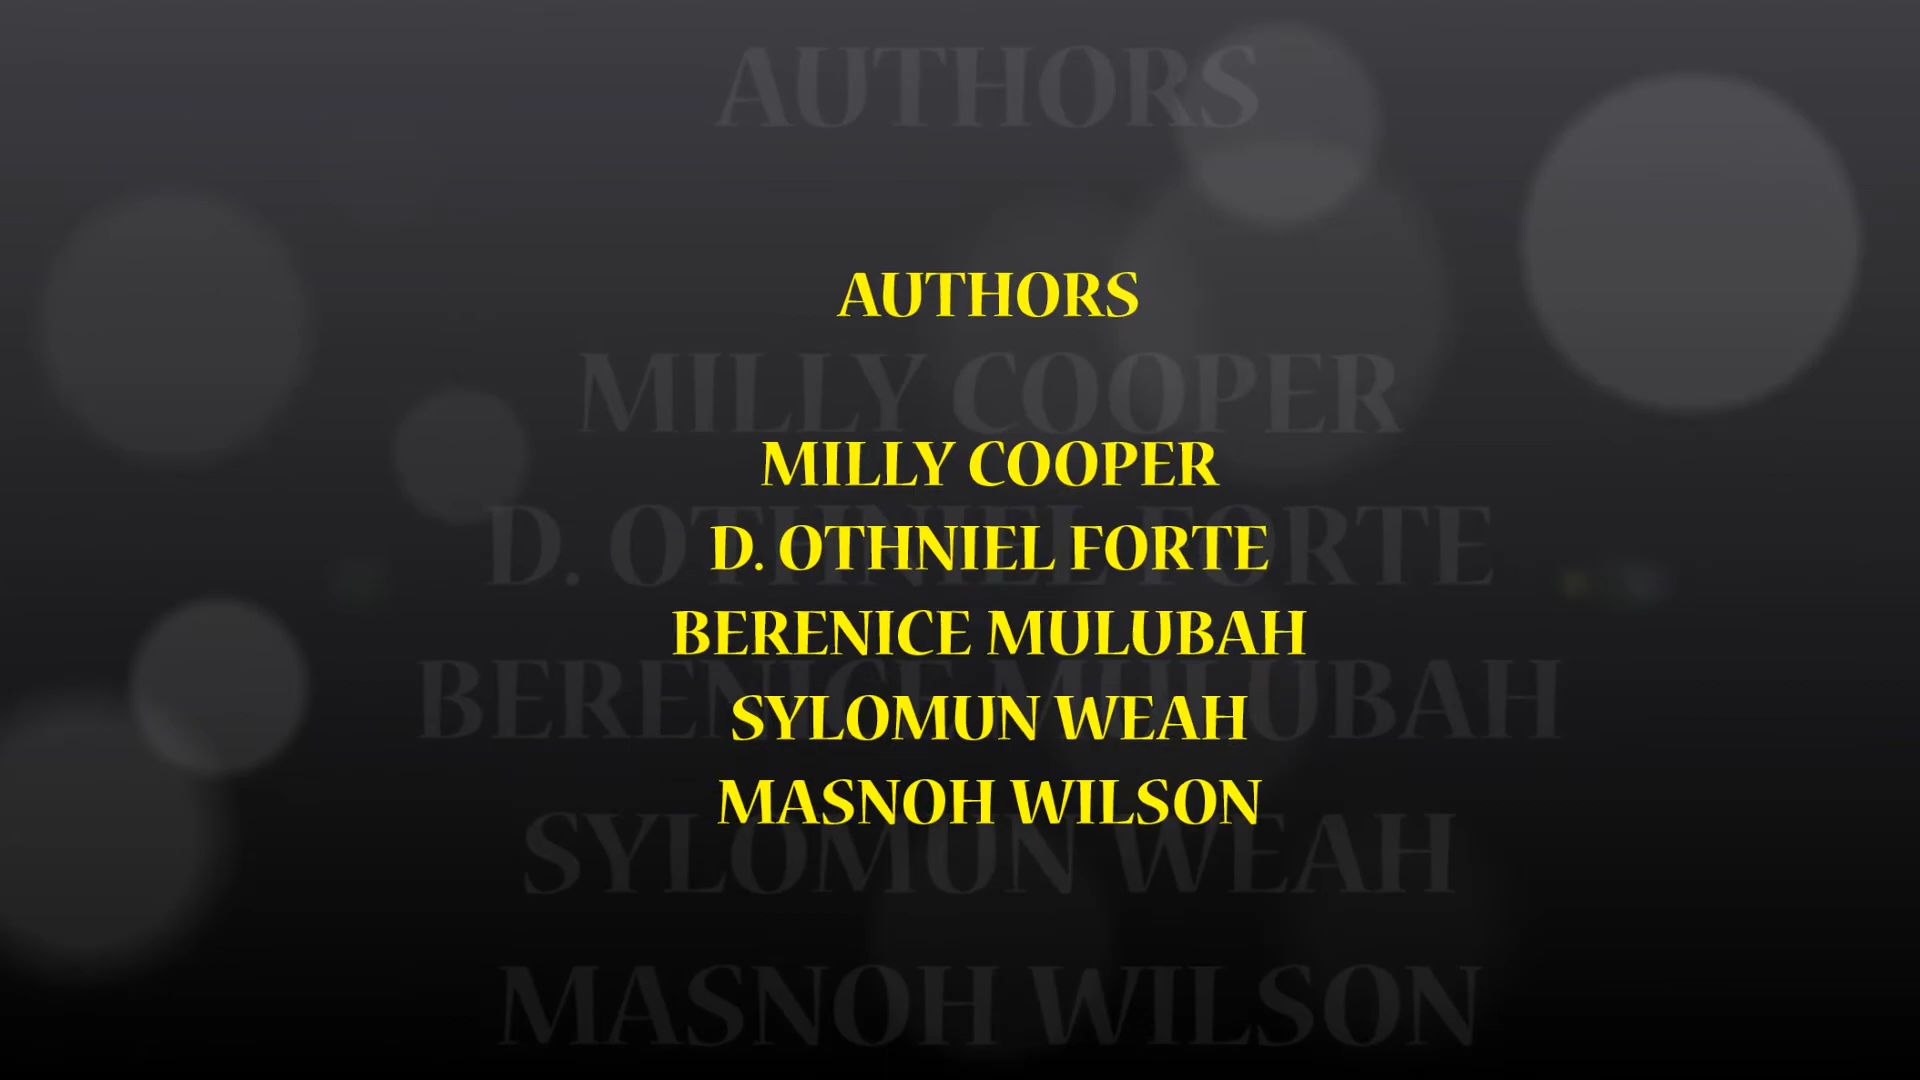 AUTHORS
MILLY COOPER
D. OTHNIEL FORTE
BERENICE MULUBAH
SYLOMUN WEAH
MASNOH WILSON